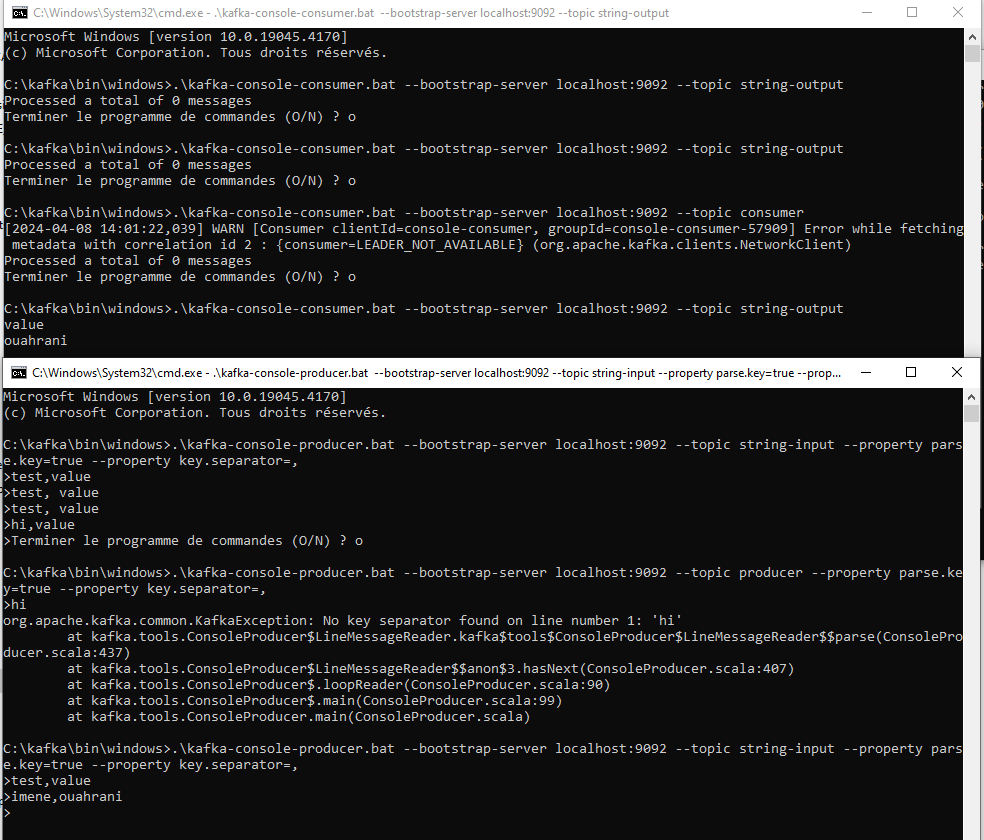 C:\Windows\System32\cmd.exe - .\kafka-console-consumer.bat --bootstrap-server localhost:9092 --topic string-output
Microsoft Windows [version 10.0.19045.4170]
(c) Microsoft Corporation. Tous droits réservés.
C:\kafka\bin\windows>.\kafka-console-consumer.bat --bootstrap-server localhost:9092 --topic string-output
Processed a total of 0 messages
Terminer le programme de commandes (O/N) ? o
C:\kafka\bin\windows>.\kafka-console-consumer.bat --bootstrap-server localhost:9092 --topic string-output
Processed a total of 0 messages
Terminer le programme de commandes (O/N) ? o
C:\kafka\bin\windows>.\kafka-console-consumer.bat --bootstrap-server localhost:9092 --topic consumer
[2024-04-08 14:01:22,039] WARN [Consumer clientId=console-consumer, groupId=console-consumer-57909] Error while fetching
metadata with correlation id 2 : {consumer=LEADER_NOT_AVAILABLE} (org.apache.kafka.clients.NetworkClient)
Processed a total of 0 messages
Terminer le programme de commandes (O/N) ? o
C:\kafka\bin\windows>.\kafka-console-consumer.bat --bootstrap-server localhost:9092 --topic string-output
value
ouahrani
C:\Windows\System32\cmd.exe - .\kafka-console-producer.bat --bootstrap-server localhost:9092 --topic string-input --property parse.key=true --prop...
Microsoft Windows [version 10.0.19045.4170]
(c) Microsoft Corporation. Tous droits réservés.
C:\kafka\bin\windows>.\kafka-console-producer.bat --bootstrap-server localhost:9092 --topic string-input --property pars
e.key=true --property key.separator=,
>test,value
>test, value
>test, value
>hi,value
>Terminer le programme de commandes (O/N) ? o
C:\kafka\bin\windows>.\kafka-console-producer.bat --bootstrap-server localhost:9092 --topic producer --property parse.ke
y=true --property key.separator=,
>hi
org.apache.kafka.common.KafkaException: No key separator found on line number 1: 'hi'
at kafka.tools.ConsoleProducer$LineMessageReader.kafka$tools$ConsoleProducer$LineMessageReader$$parse(ConsolePro
ducer.scala:437)
at kafka.tools.ConsoleProducer$LineMessageReader$$anon$3.hasNext(ConsoleProducer.scala:407)
at kafka.tools.ConsoleProducer$.loopReader(ConsoleProducer.scala:90)
at kafka.tools.ConsoleProducer$.main(ConsoleProducer.scala:99)
at kafka.tools.ConsoleProducer.main(ConsoleProducer.scala)
C:\kafka\bin\windows>.\kafka-console-producer.bat --bootstrap-server localhost:9092 --topic string-input --property pars
e.key=true --property key.separator=,
>test,value
>imene,ouahrani
>